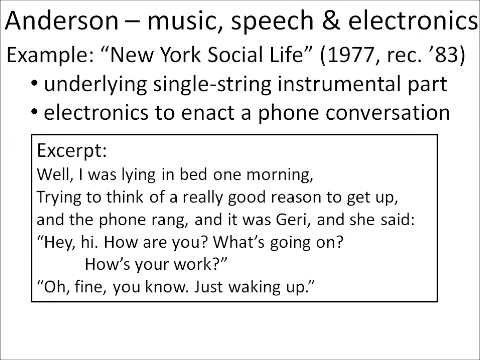 Anderson – music, speech & electronics
Example: “New York Social Life” (1977, rec. ’83)
• underlying single-string instrumental part
• electronics to enact a phone conversation
Excerpt:
Well, I was lying in bed one morning,
Trying to think of a really good reason to get up,
and the phone rang, and it was Geri, and she said:
“Hey, hi. How are you? What’s going on?
How’s your work?”
“Oh, fine, you know. Just waking up.”